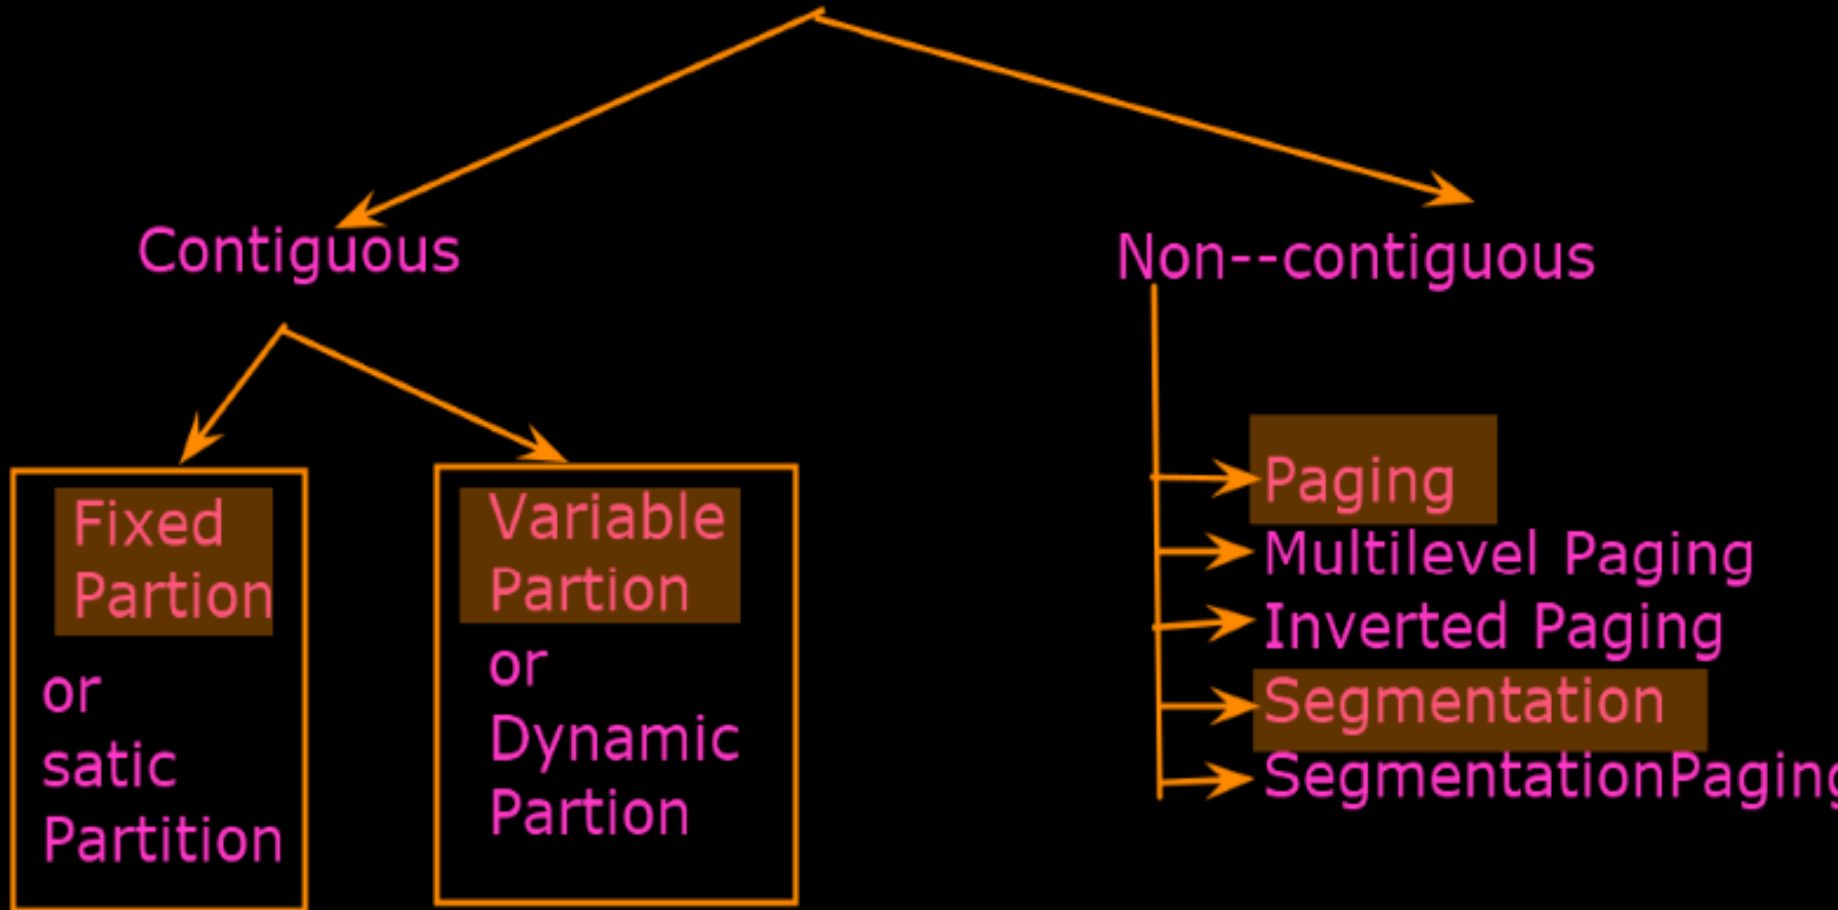 Contiguous
Non--contiguous
Fixed
Partion
or
satic
Partition
Variable
Partion
or
Dynamic
Partion
Paging
Multilevel Paging
Inverted Paging
Segmentation
SegmentationPaging